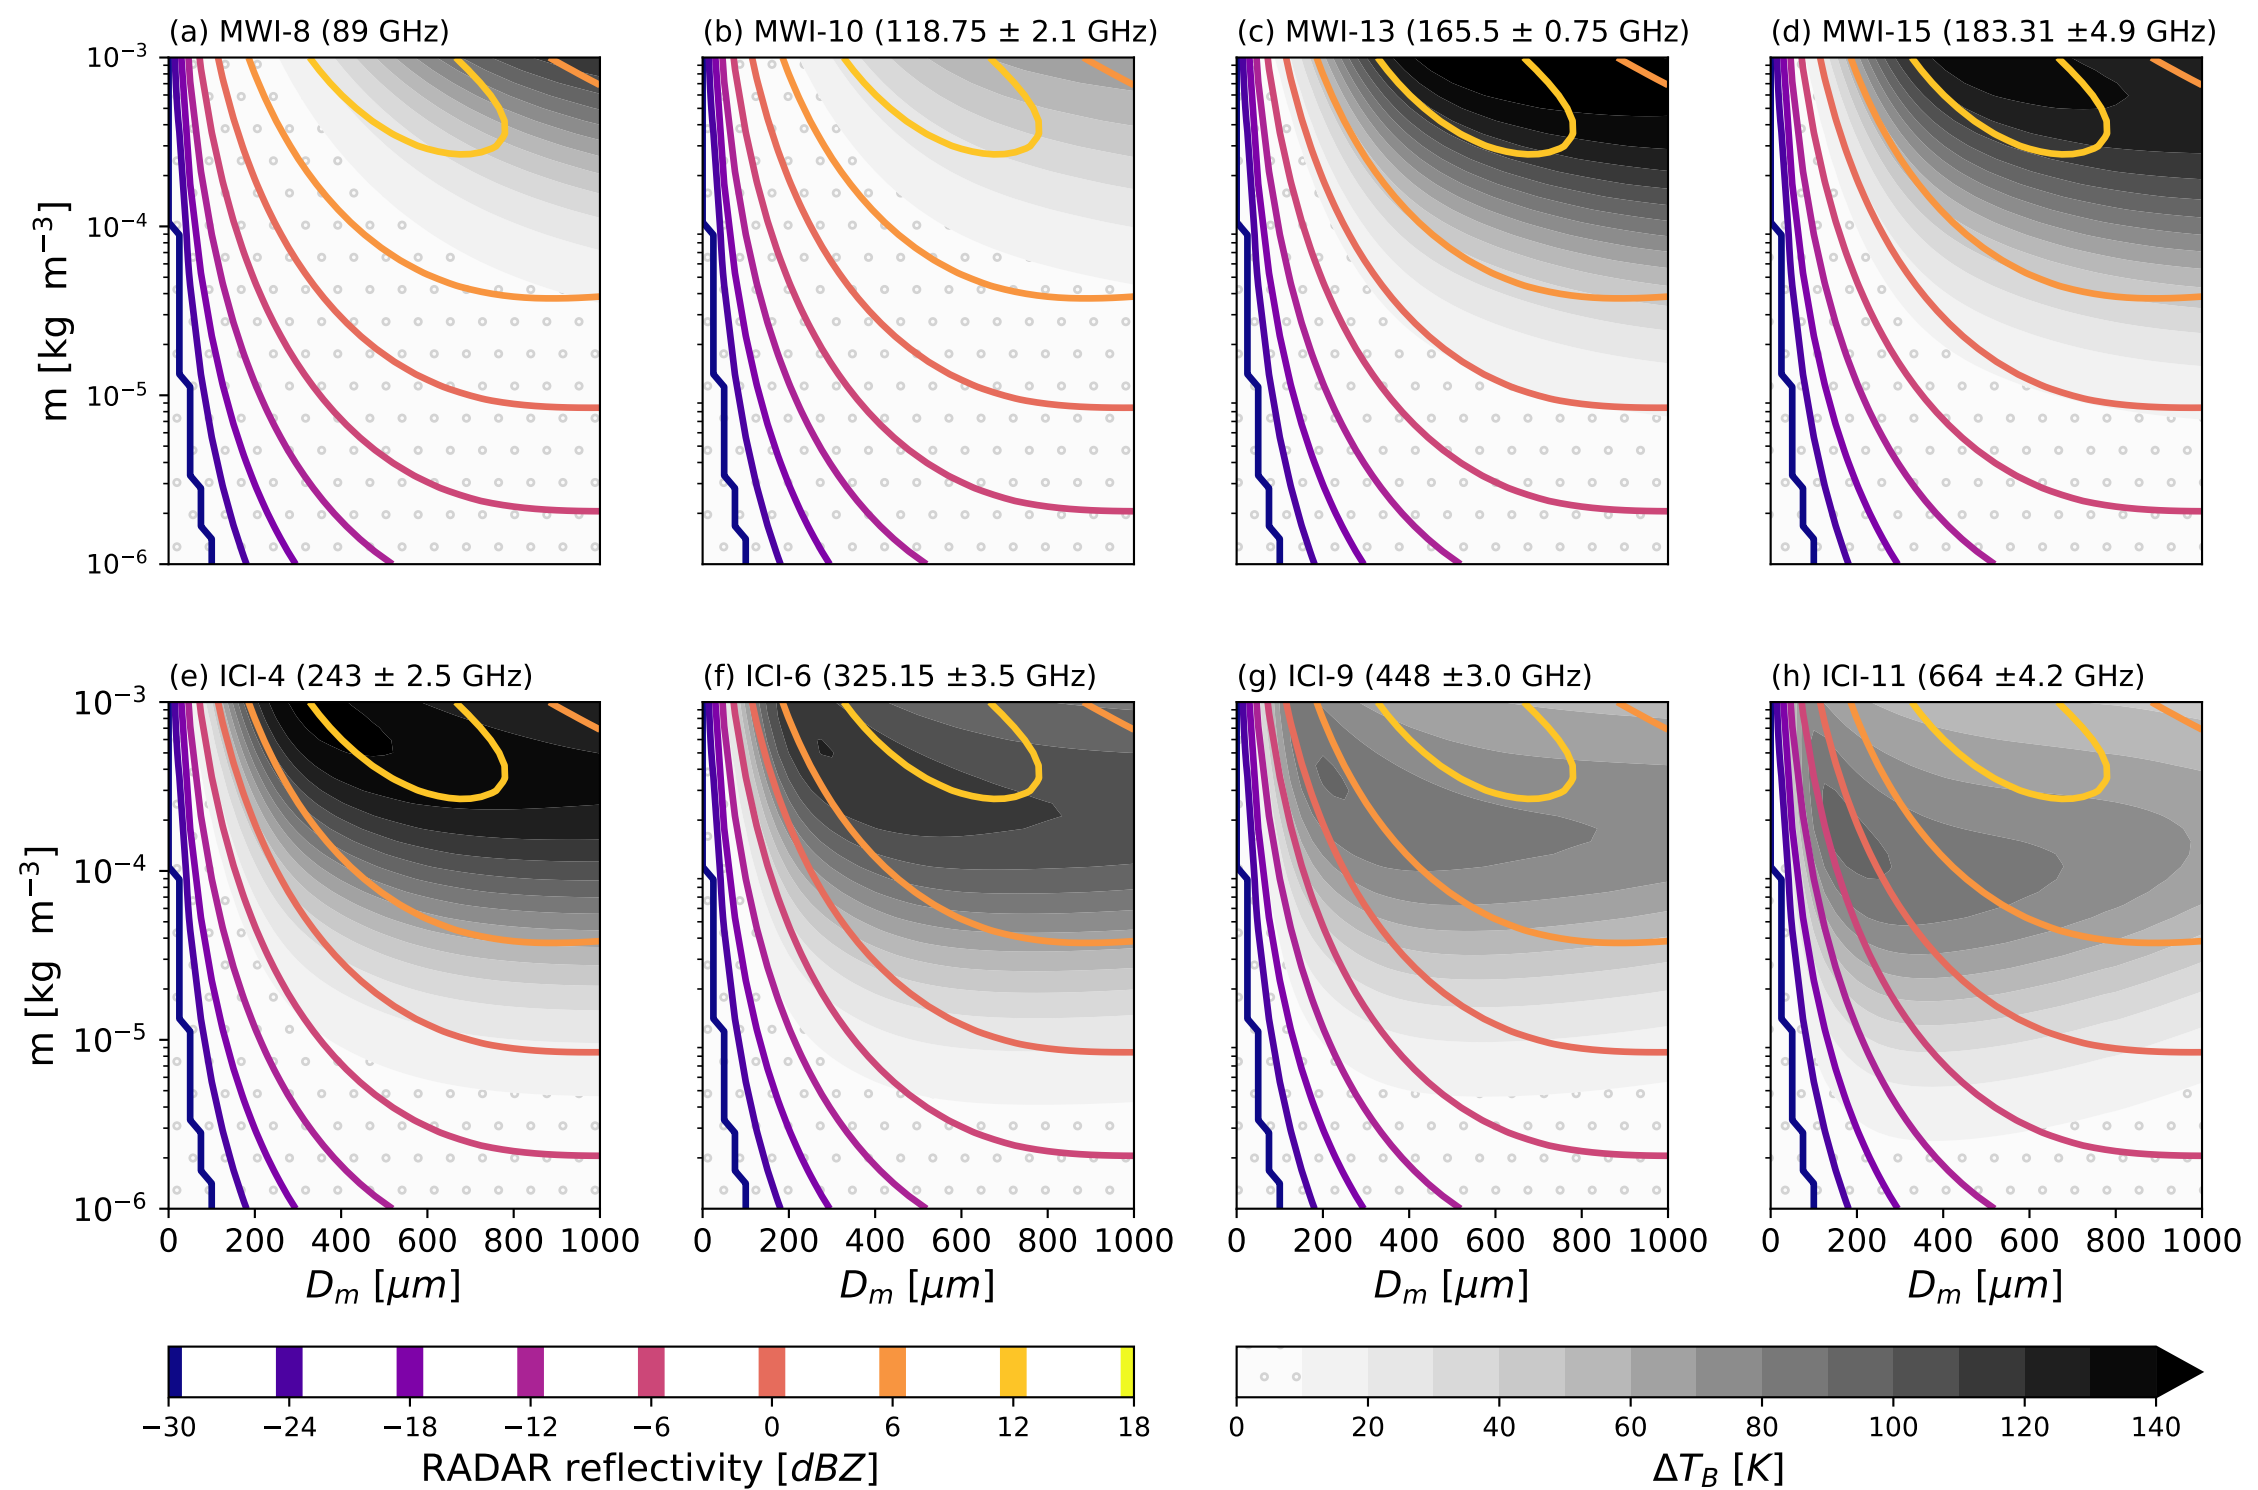 (a) MWI-8 (89 GHz)
(b) MWI-10 (118.75 ± 2.1 GHz)
(c) MWI-13 (165.5 ± 0.75 GHz)
(d) MWI-15 (183.31 ±4.9 GHz)
10⁻³
10⁻⁴
10⁻⁵
10⁻⁶
m [kg m⁻³]
(e) ICI-4 (243 ± 2.5 GHz)
(f) ICI-6 (325.15 ±3.5 GHz)
(g) ICI-9 (448 ±3.0 GHz)
(h) ICI-11 (664 ±4.2 GHz)
10⁻³
10⁻⁴
10⁻⁵
10⁻⁶
m [kg m⁻³]
0 200 400 600 800 1000
0 200 400 600 800 1000
0 200 400 600 800 1000
0 200 400 600 800 1000
Dₘ [μm]
Dₘ [μm]
Dₘ [μm]
Dₘ [μm]
−30 −24 −18 −12 −6 0 6 12 18
RADAR reflectivity [dBZ]
0 20 40 60 80 100 120 140
ΔT_B [K]